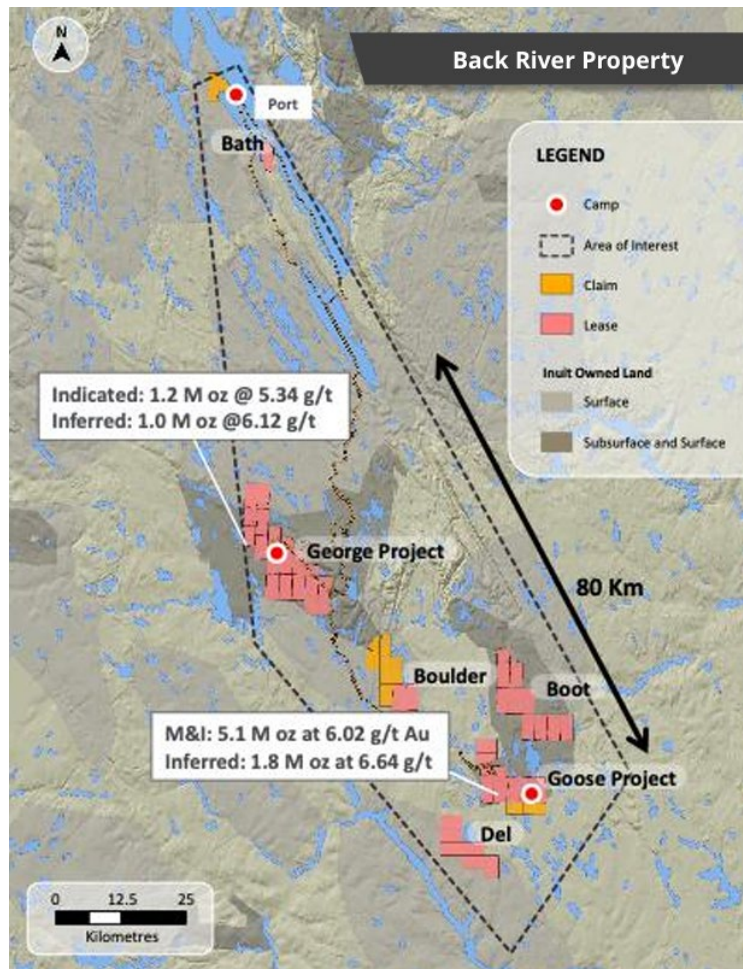 N
Back River Property
Port
Bath
LEGEND
Camp
Area of Interest
Claim
Lease
Inuit Owned Land
Surface
Subsurface and Surface
Indicated: 1.2 M oz @ 5.34 g/t
Inferred: 1.0 M oz @6.12 g/t
George Project
80 Km
Boulder
Boot
M&I: 5.1 M oz at 6.02 g/t Au
Inferred: 1.8 M oz at 6.64 g/t
Goose Project
Del
0 12.5 25
Kilometres